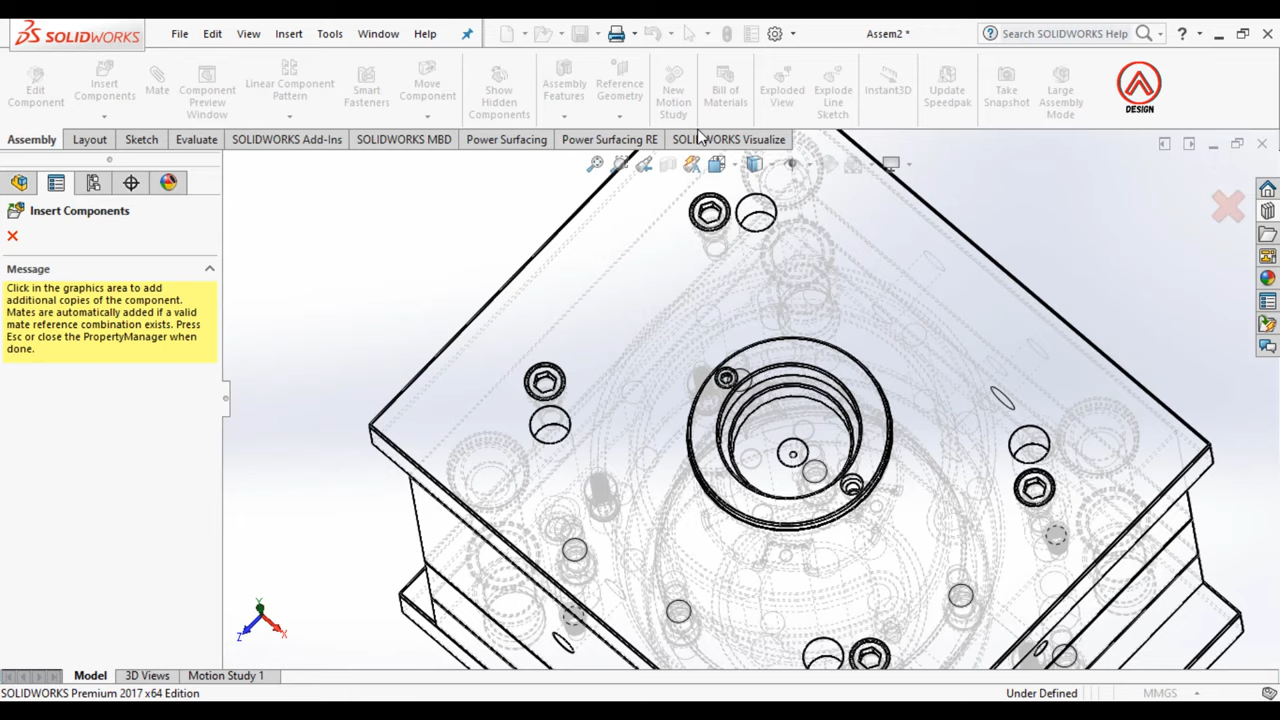 SOLIDWORKS
File Edit View Insert Tools Window Help
Assem2 *
Search SOLIDWORKS Help
Edit Component
Insert Components
Mate
Component Preview Window
Linear Component Pattern
Smart Fasteners
Move Component
Show Hidden Components
Assembly Features
Reference Geometry
New Motion Study
Bill of Materials
Exploded View
Explode Line Sketch
Instant3D
Update Speedpak
Take Snapshot
Large Assembly Mode
DESIGN
Assembly Layout Sketch Evaluate SOLIDWORKS Add-Ins SOLIDWORKS MBD Power Surfacing Power Surfacing RE SOLIDWORKS Visualize
Insert Components
Message
Click in the graphics area to add
additional copies of the component.
Mates are automatically added if a valid
mate reference combination exists. Press
Esc or close the PropertyManager when
done.
Y
Z
X
Model 3D Views Motion Study 1
SOLIDWORKS Premium 2017 x64 Edition
Under Defined
MMGS